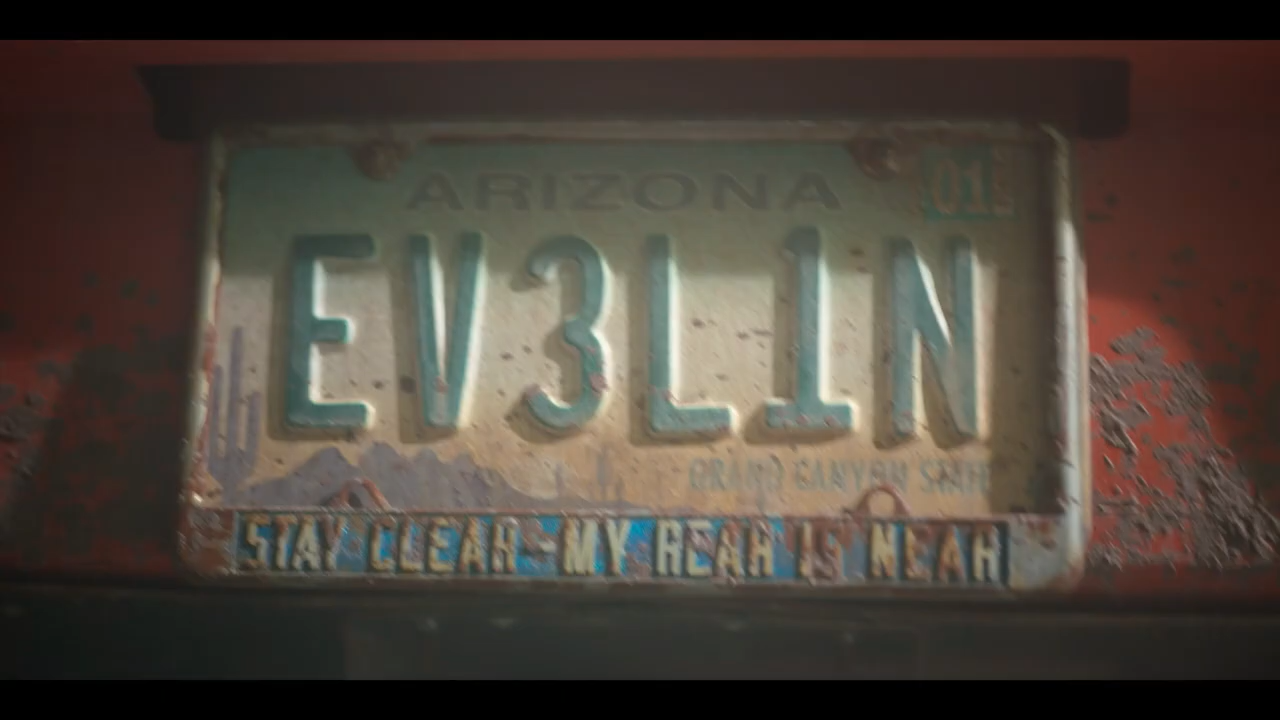 ARIZONA 01
EV3L1N
GRAND CANYON STATE
STAY CLEAR-MY REAR IS NEAR